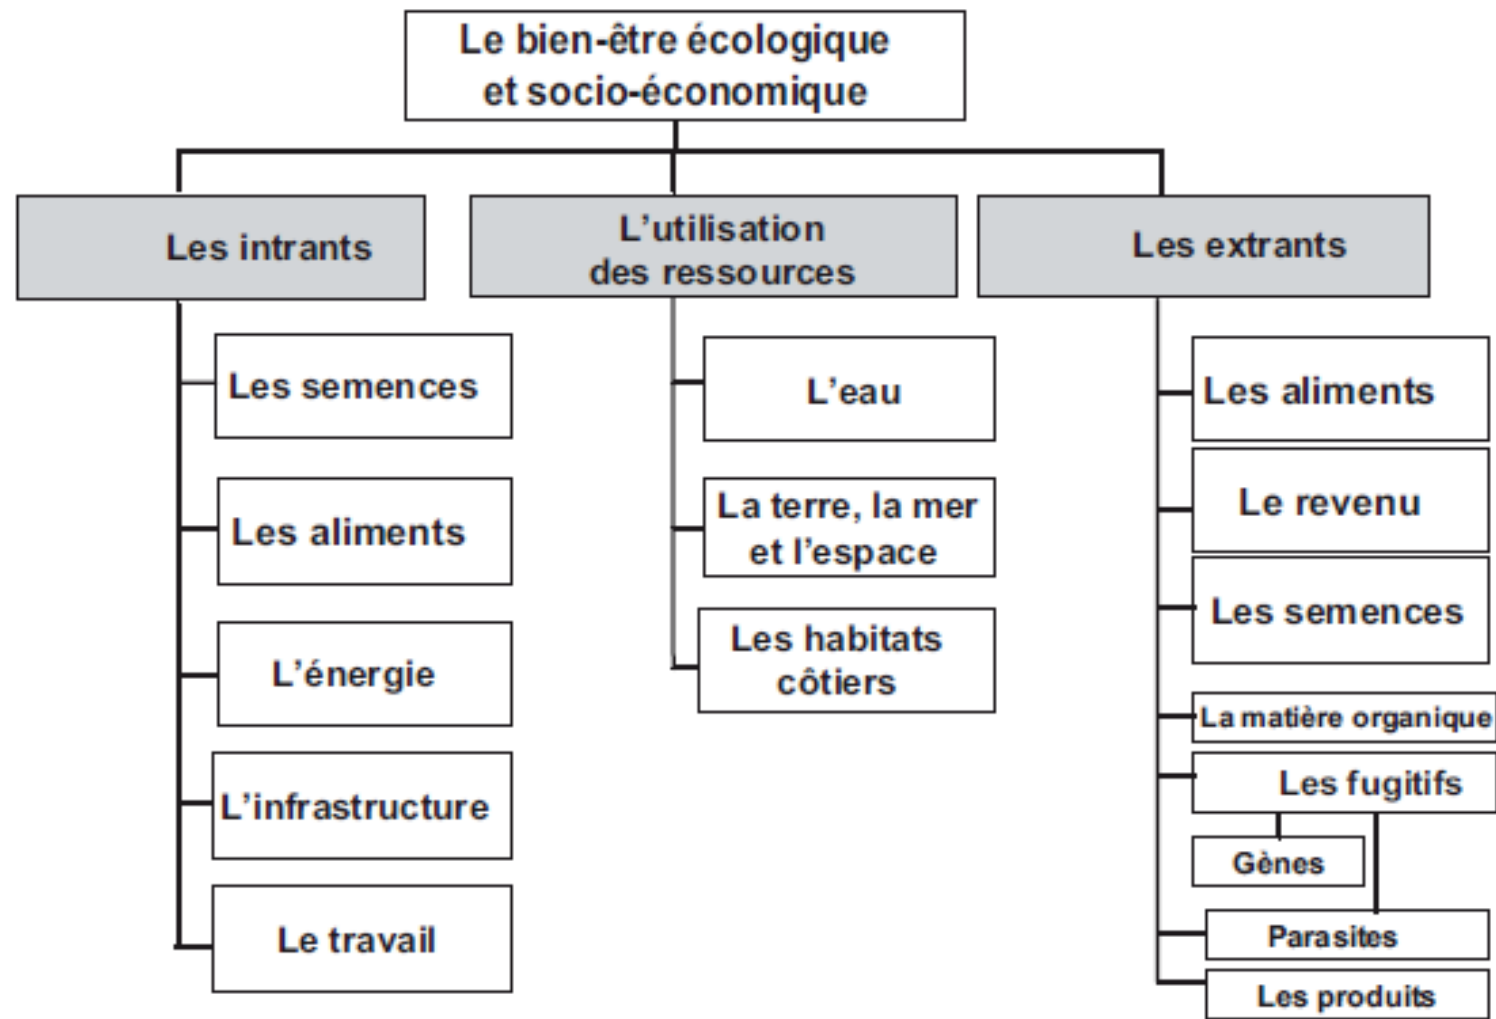 Le bien-être écologique
et socio-économique
Les intrants
L'utilisation
des ressources
Les extrants
Les semences
Les aliments
L'énergie
L'infrastructure
Le travail
L'eau
La terre, la mer
et l'espace
Les habitats
côtiers
Les aliments
Le revenu
Les semences
La matière organique
Les fugitifs
Gènes
Parasites
Les produits